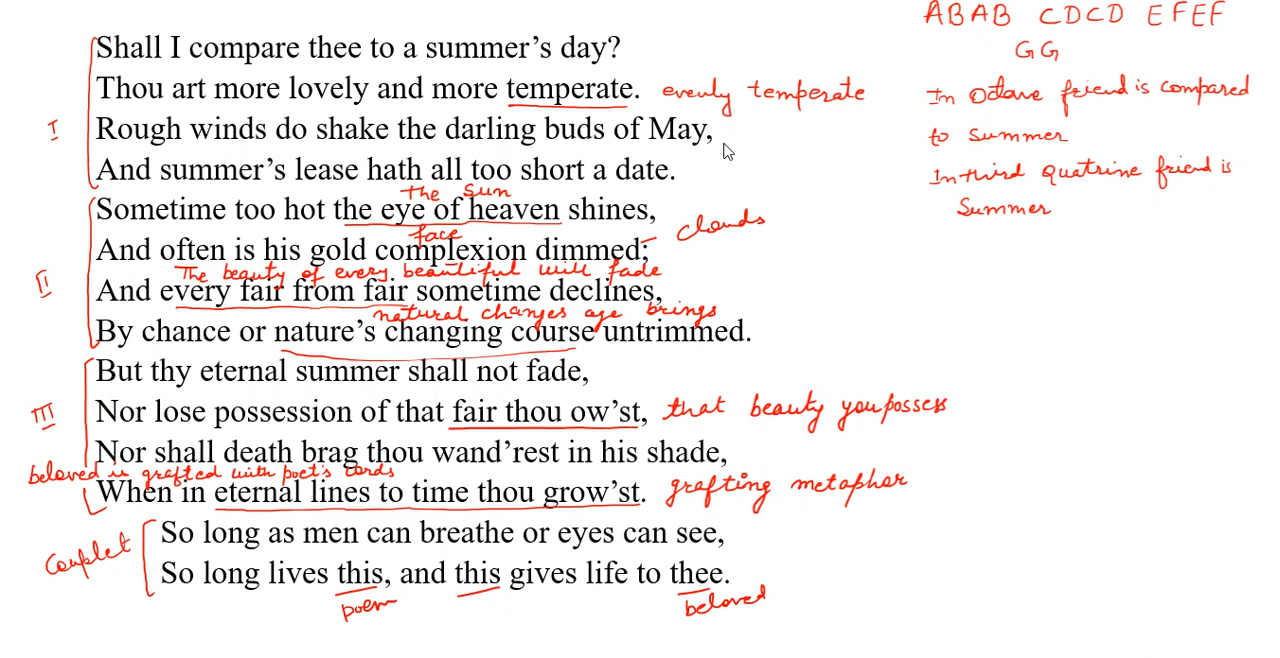 ABAB CDCD EFEF
GG
Shall I compare thee to a summer's day?
Thou art more lovely and more temperate. evenly temperate
In Octave friend is compared
to Summer
I
Rough winds do shake the darling buds of May,
And summer's lease hath all too short a date.
In third quatrine friend is
Summer
The Sun
Sometime too hot the eye of heaven shines,
face
clouds
And often is his gold complexion dimmed;
The beauty of every beautiful will fade
II
And every fair from fair sometime declines,
natural changes age brings
By chance or nature's changing course untrimmed.
But thy eternal summer shall not fade,
III
Nor lose possession of that fair thou ow'st, that beauty you possess
Nor shall death brag thou wand'rest in his shade,
beloved is grafted with poet's cords
When in eternal lines to time thou grow'st. grafting metaphor
Couplet
So long as men can breathe or eyes can see,
So long lives this, and this gives life to thee.
poem
beloved